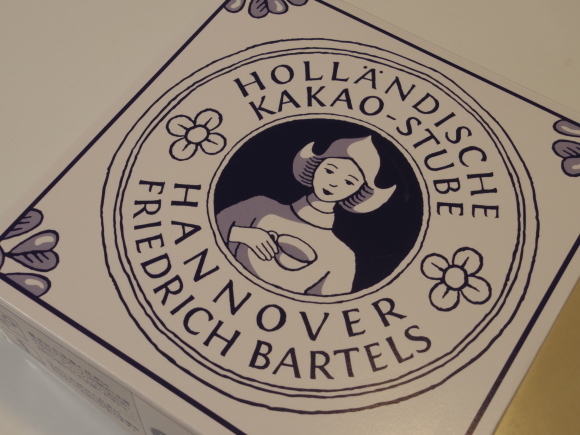 HOLLÄNDISCHE
KAKAO-STUBE
HANNOVER
FRIEDRICH BARTELS